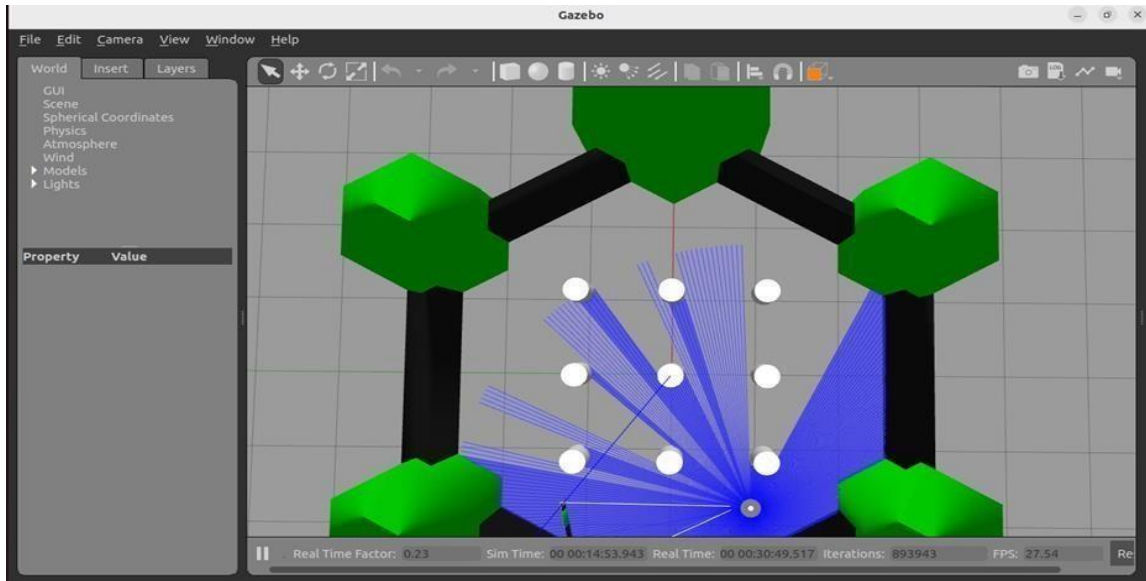 Gazebo
File Edit Camera View Window Help
World Insert Layers
GUI
Scene
Spherical Coordinates
Physics
Atmosphere
Wind
Models
Lights
Property Value
LOG
Real Time Factor: 0.23 Sim Time: 00 00:14:53.943 Real Time: 00 00:30:49.517 Iterations: 893943 FPS: 27.54 Re